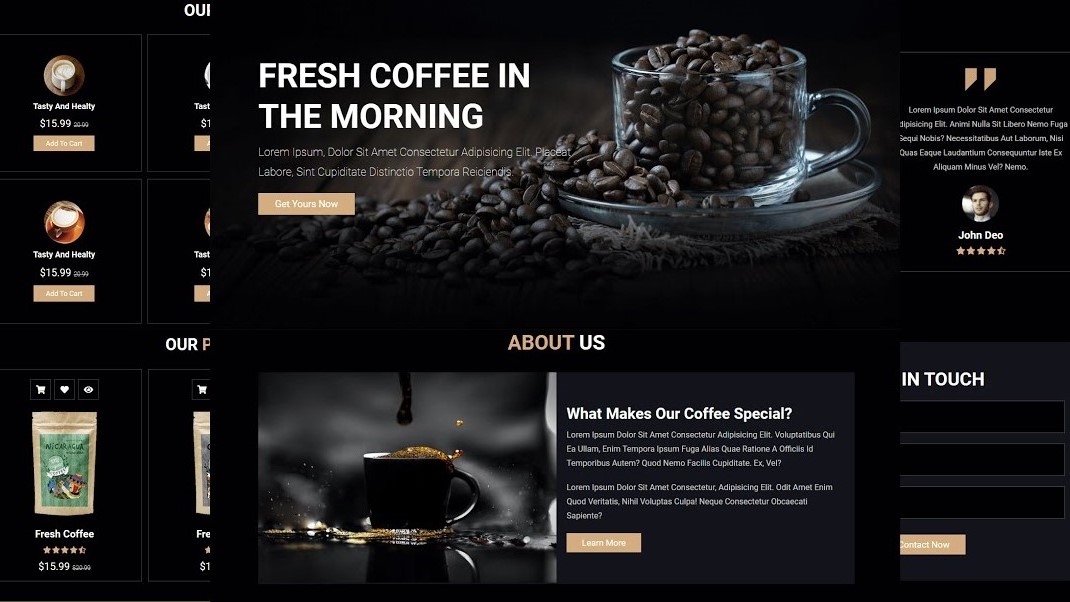 OUR
Tasty And Healty
$15.99 20.99
Add To Cart
Tast
$1
A
Tasty And Healty
$15.99 20.99
Add To Cart
Tast
$1
A
OUR P
NICARAGUA
Fresh Coffee
$15.99 $20.99
Fre
$1
FRESH COFFEE IN
THE MORNING
Lorem Ipsum, Dolor Sit Amet Consectetur Adipisicing Elit. Placeat,
Labore, Sint Cupiditate Distinctio Tempora Reiciendis.
Get Yours Now
ABOUT US
What Makes Our Coffee Special?
Lorem Ipsum Dolor Sit Amet Consectetur Adipisicing Elit. Voluptatibus Qui
Ea Ullam, Enim Tempora Ipsum Fuga Alias Quae Ratione A Officiis Id
Temporibus Autem? Quod Nemo Facilis Cupiditate. Ex, Vel?
Lorem Ipsum Dolor Sit Amet Consectetur, Adipisicing Elit. Odit Amet Enim
Quod Veritatis, Nihil Voluptas Culpa! Neque Consectetur Obcaecati
Sapiente?
Learn More
Lorem Ipsum Dolor Sit Amet Consectetur
dipisicing Elit. Animi Nulla Sit Libero Nemo Fuga
Sequi Nobis? Necessitatibus Aut Laborum, Nisi
Quas Eaque Laudantium Consequuntur Iste Ex
Aliquam Minus Vel? Nemo.
John Deo
IN TOUCH
Contact Now